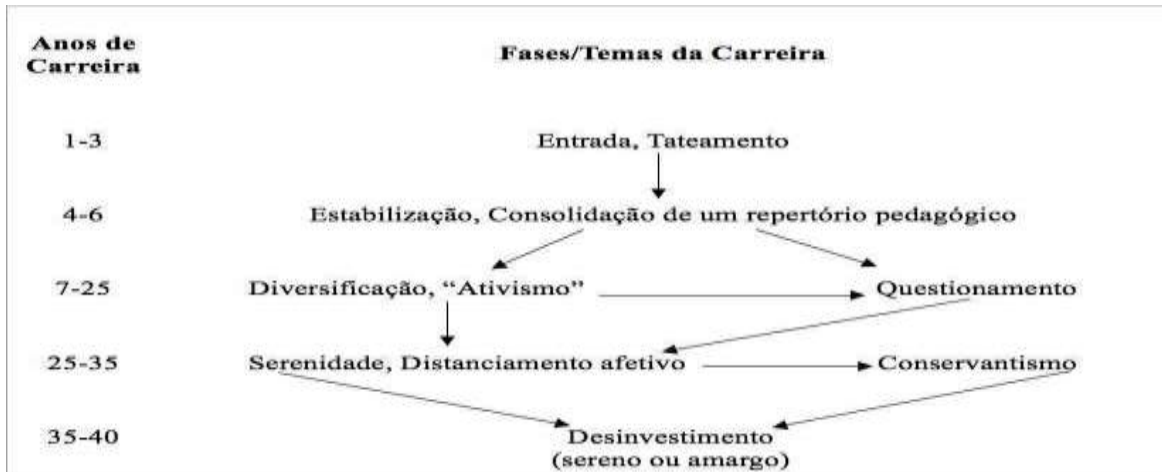 Anos de
Carreira
Fases/Temas da Carreira
1-3
Entrada, Tateamento
4-6
Estabilização, Consolidação de um repertório pedagógico
7-25
Diversificação, “Ativismo”
Questionamento
25-35
Serenidade, Distanciamento afetivo
Conservantismo
35-40
Desinvestimento
(sereno ou amargo)